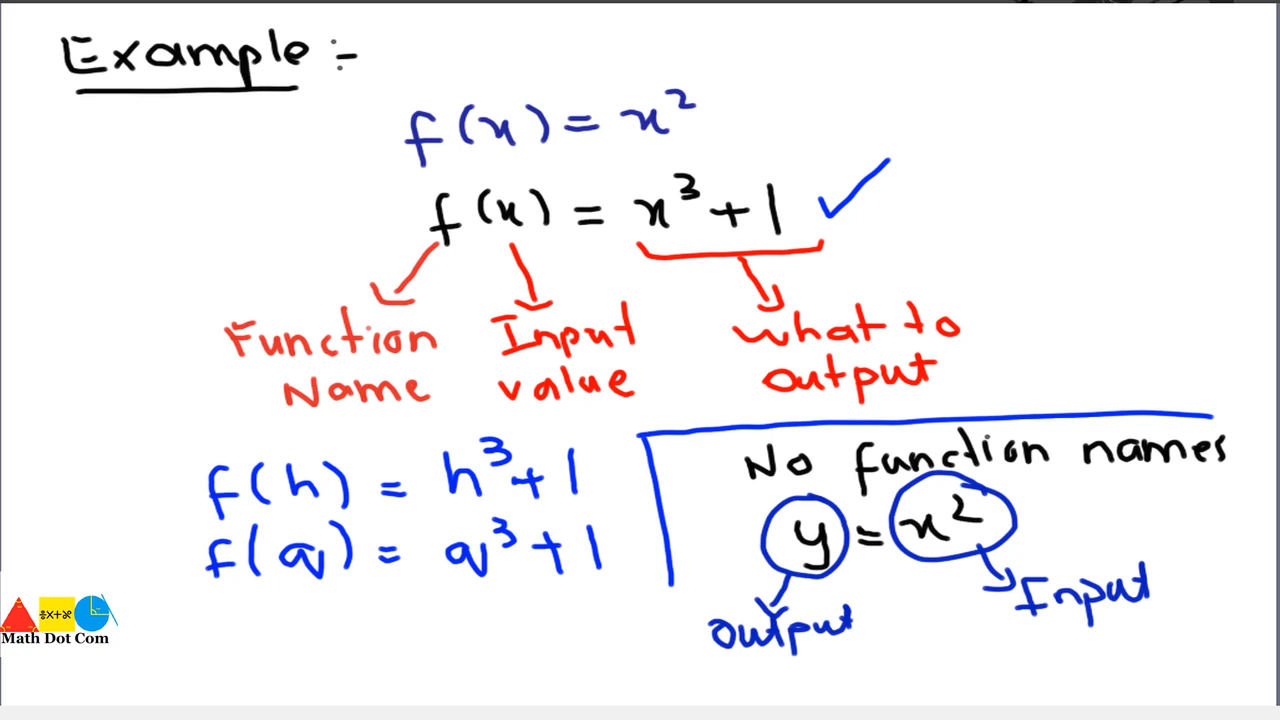 Example :-
f(x) = x²
f(x) = x³ + 1 ✓
Function Name
Input value
What to output
f(h) = h³ + 1
f(q) = q³ + 1
No function names
y = x²
Output
Input
÷×+
Math Dot Com